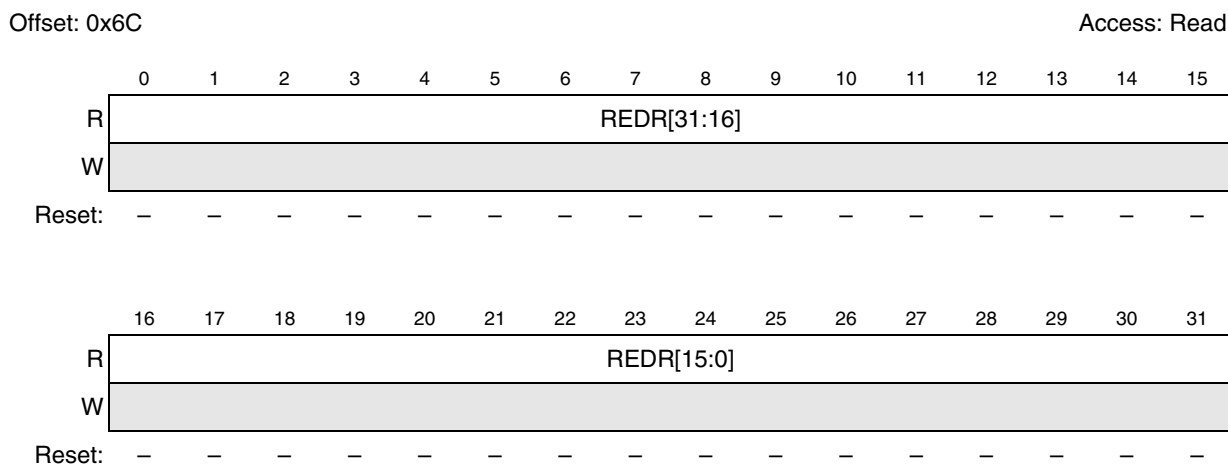 Offset: 0x6C Access: Read
0 1 2 3 4 5 6 7 8 9 10 11 12 13 14 15
R REDR[31:16]
W
Reset: – – – – – – – – – – – – – – – –
16 17 18 19 20 21 22 23 24 25 26 27 28 29 30 31
R REDR[15:0]
W
Reset: – – – – – – – – – – – – – – – –